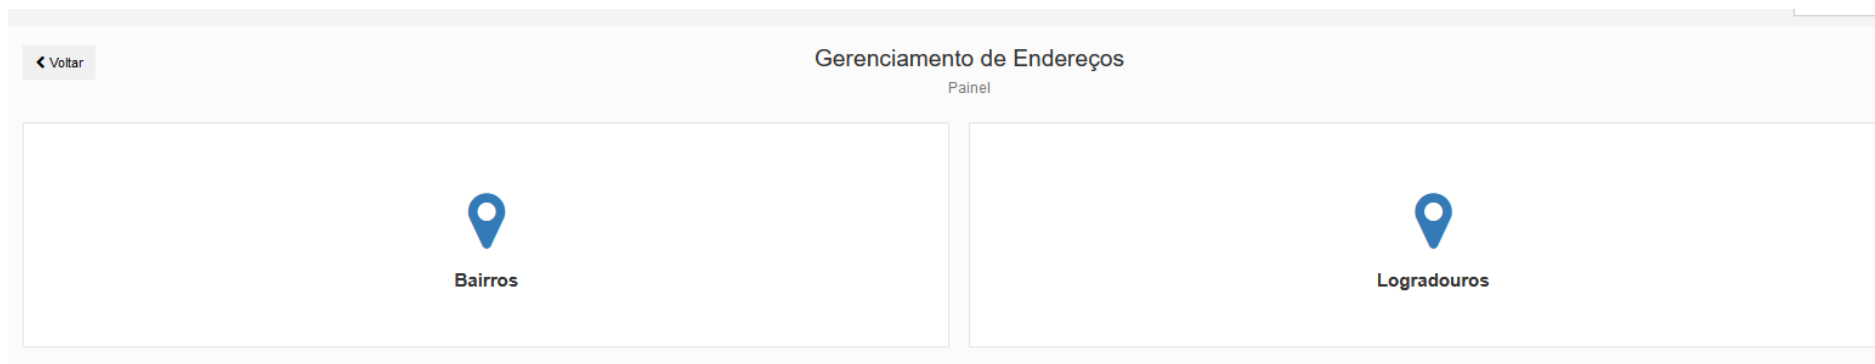 Voltar
Gerenciamento de Endereços
Painel
Bairros
Logradouros